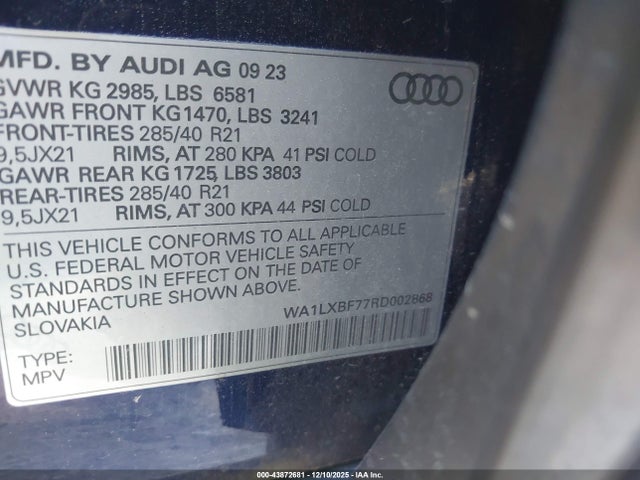 MFD. BY AUDI AG 09 23
GVWR KG 2985, LBS 6581
GAWR FRONT KG1470, LBS 3241
FRONT-TIRES 285/40 R21
9,5JX21 RIMS, AT 280 KPA 41 PSI COLD
GAWR REAR KG 1725, LBS 3803
REAR-TIRES 285/40 R21
9,5JX21 RIMS, AT 300 KPA 44 PSI COLD
THIS VEHICLE CONFORMS TO ALL APPLICABLE
U.S. FEDERAL MOTOR VEHICLE SAFETY
STANDARDS IN EFFECT ON THE DATE OF
MANUFACTURE SHOWN ABOVE.
SLOVAKIA
WA1LXBF77RD002868
TYPE:
MPV
000-43872681 - 12/10/2025 - IAA Inc.